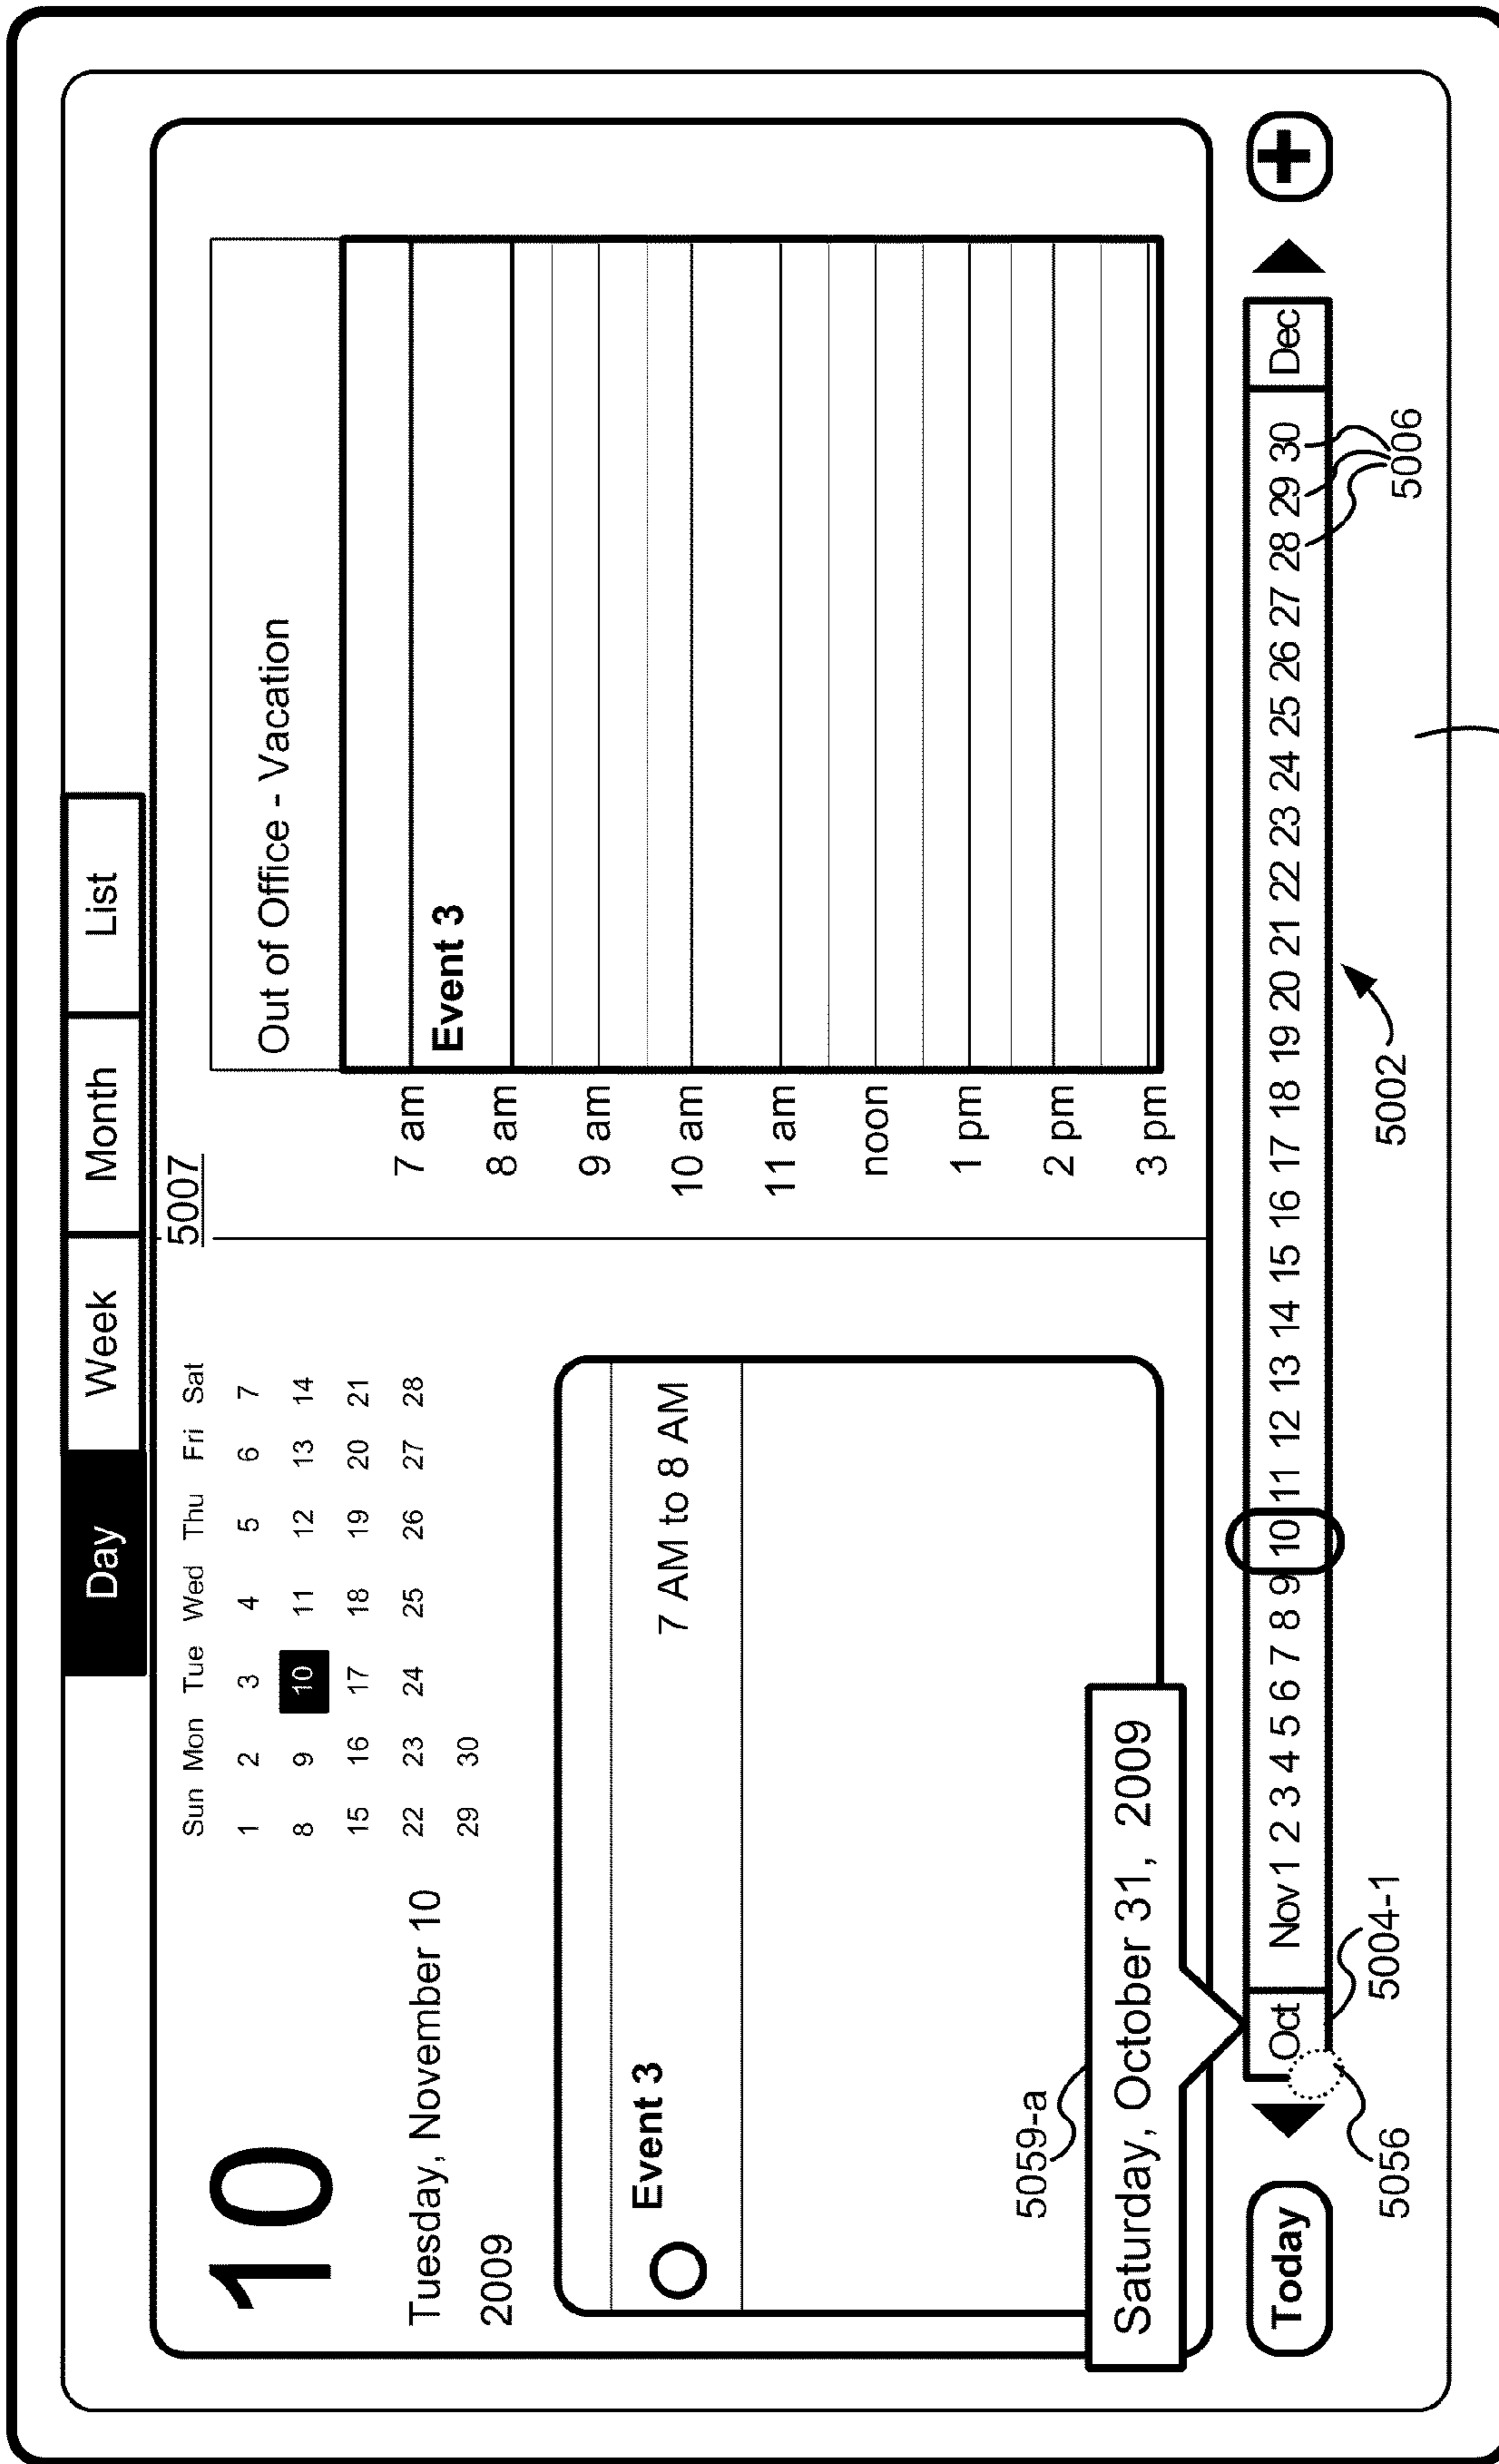 Day Week Month List
5007
10
Tuesday, November 10
2009
Sun Mon Tue Wed Thu Fri Sat
1 2 3 4 5 6 7
8 9 10 11 12 13 14
15 16 17 18 19 20 21
22 23 24 25 26 27 28
29 30
Event 3
7 AM to 8 AM
Out of Office - Vacation
7 am
Event 3
8 am
9 am
10 am
11 am
noon
1 pm
2 pm
3 pm
5059-a
Saturday, October 31, 2009
Today Oct Nov 1 2 3 4 5 6 7 8 9 10 11 12 13 14 15 16 17 18 19 20 21 22 23 24 25 26 27 28 29 30 Dec +
5056
5004-1
5002
5006